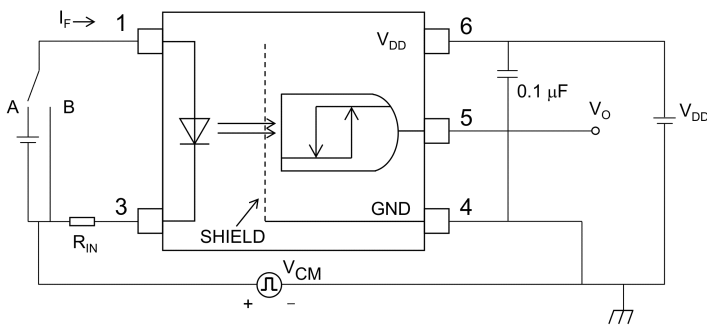 I_F
1
6
V_DD
0.1 µF
A
B
5
V_O
V_DD
3
GND
4
R_IN
SHIELD
V_CM
+ −